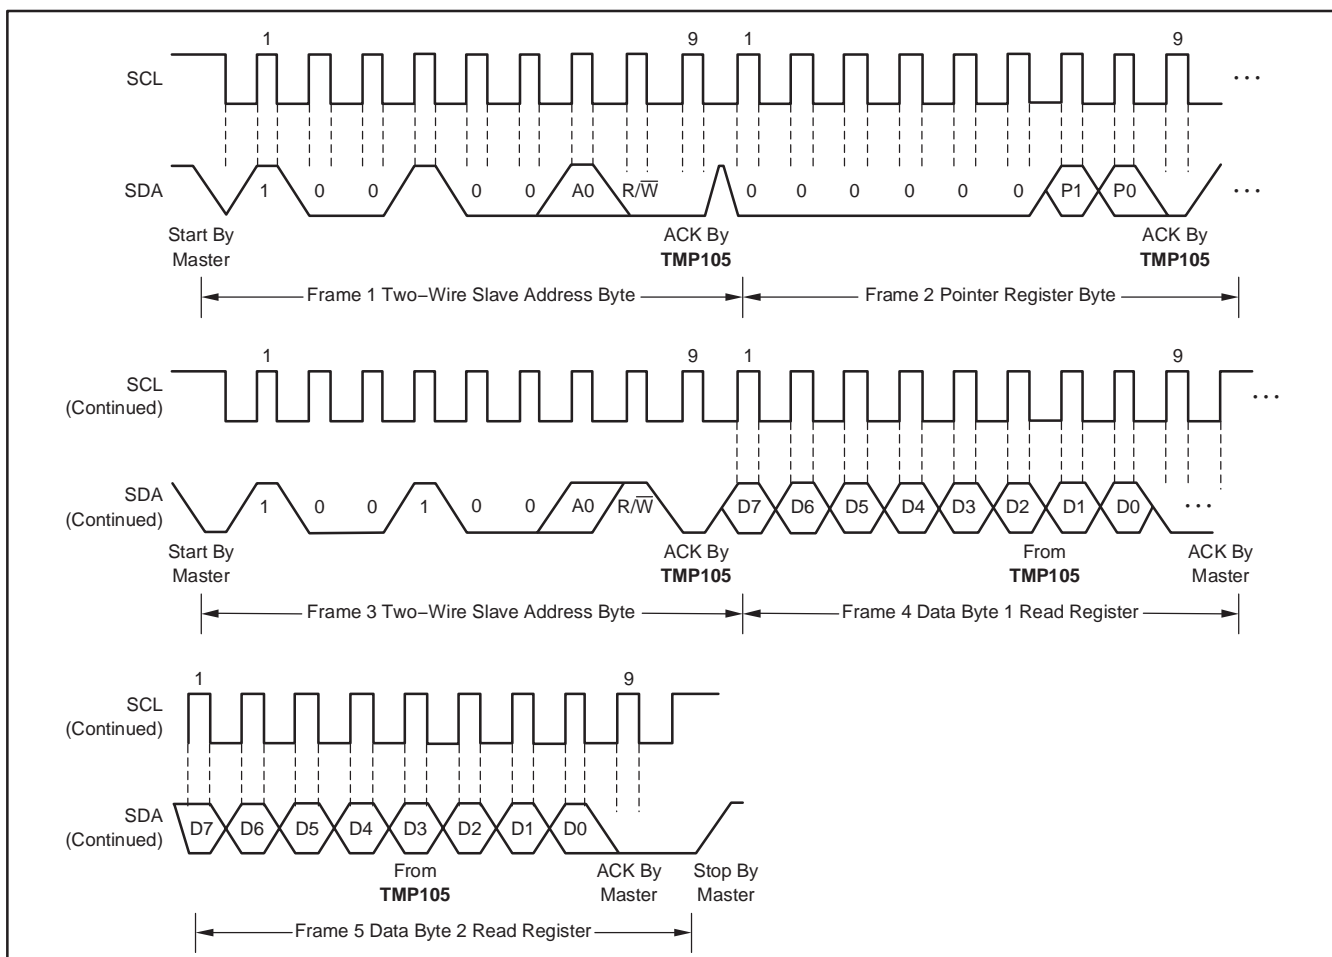 1 9 1 9
SCL ...
SDA 1 0 0 0 0 A0 R/W̅ 0 0 0 0 0 0 P1 P0 ...
Start By Master ACK By TMP105 ACK By TMP105
Frame 1 Two−Wire Slave Address Byte Frame 2 Pointer Register Byte
1 9 1 9
SCL (Continued) ...
SDA (Continued) 1 0 0 1 0 0 A0 R/W̅ D7 D6 D5 D4 D3 D2 D1 D0 ...
Start By Master ACK By TMP105 From TMP105 ACK By Master
Frame 3 Two−Wire Slave Address Byte Frame 4 Data Byte 1 Read Register
1 9
SCL (Continued)
SDA (Continued) D7 D6 D5 D4 D3 D2 D1 D0
From TMP105 ACK By Master Stop By Master
Frame 5 Data Byte 2 Read Register